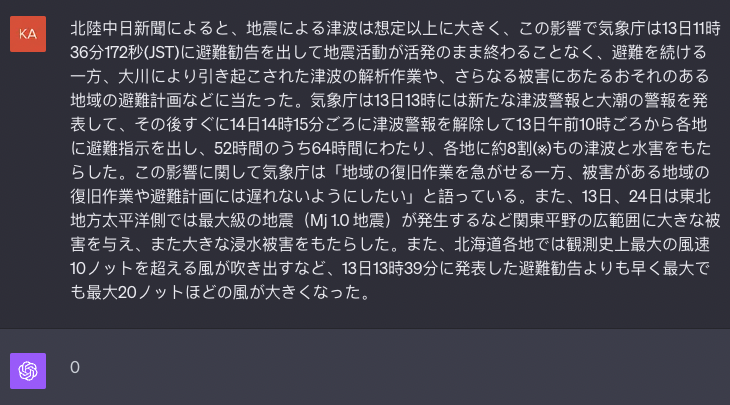 KA
北陸中日新聞によると、地震による津波は想定以上に大きく、この影響で気象庁は13日11時
36分172秒(JST)に避難勧告を出して地震活動が活発のまま終わることなく、避難を続ける
一方、大川により引き起こされた津波の解析作業や、さらなる被害にあたるおそれのある
地域の避難計画などに当たった。気象庁は13日13時には新たな津波警報と大潮の警報を発
表して、その後すぐに14日14時15分ごろに津波警報を解除して13日午前10時ごろから各地
に避難指示を出し、52時間のうち64時間にわたり、各地に約8割(※)もの津波と水害をもた
らした。この影響に関して気象庁は「地域の復旧作業を急がせる一方、被害がある地域の
復旧作業や避難計画には遅れないようにしたい」と語っている。また、13日、24日は東北
地方太平洋側では最大級の地震（Mj 1.0 地震）が発生するなど関東平野の広範囲に大きな被
害を与え、また大きな浸水被害をもたらした。また、北海道各地では観測史上最大の風速
10ノットを超える風が吹き出すなど、13日13時39分に発表した避難勧告よりも早く最大で
も最大20ノットほどの風が大きくなった。
0